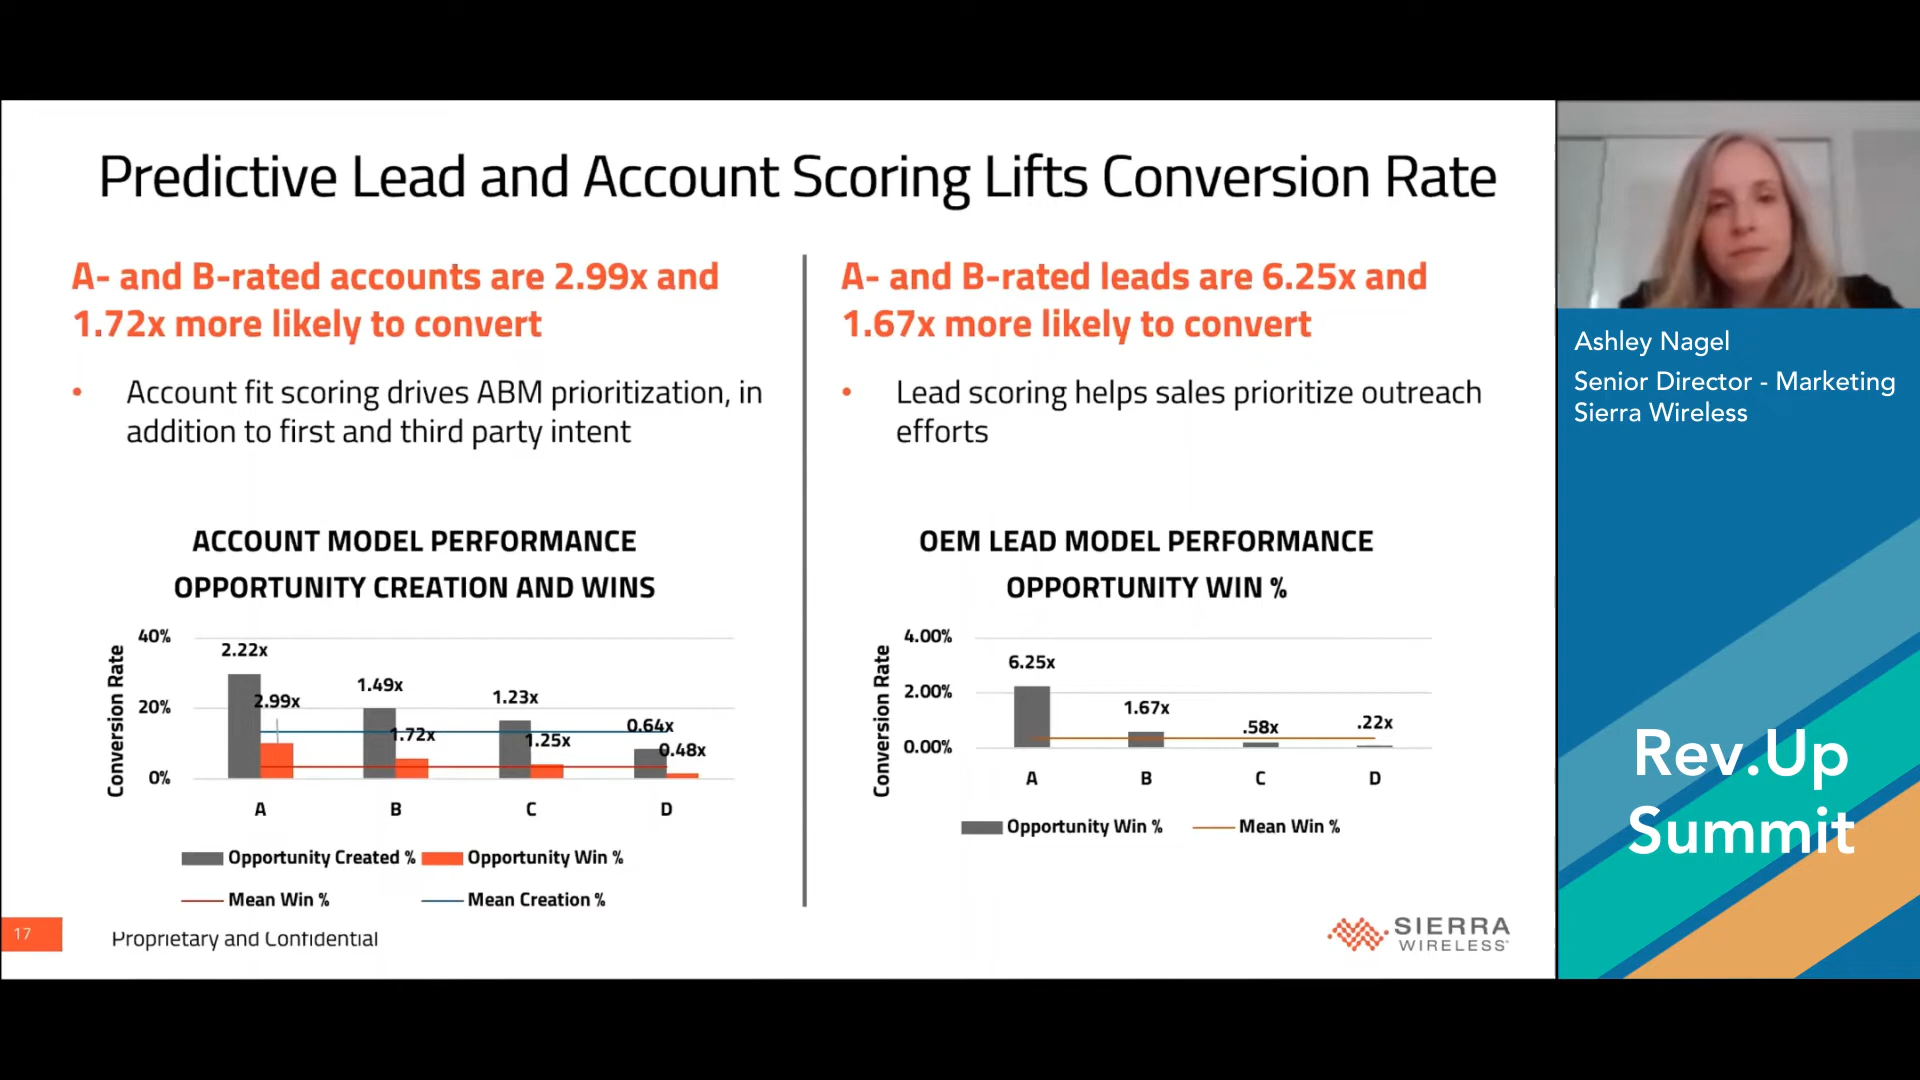 Predictive Lead and Account Scoring Lifts Conversion Rate
A- and B-rated accounts are 2.99x and
1.72x more likely to convert
• Account fit scoring drives ABM prioritization, in
addition to first and third party intent
ACCOUNT MODEL PERFORMANCE
OPPORTUNITY CREATION AND WINS
Conversion Rate
40%
20%
0%
2.22x
2.99x
1.49x
1.72x
1.23x
1.25x
0.64x
0.48x
A B C D
Opportunity Created % Opportunity Win %
Mean Win % Mean Creation %
A- and B-rated leads are 6.25x and
1.67x more likely to convert
• Lead scoring helps sales prioritize outreach
efforts
OEM LEAD MODEL PERFORMANCE
OPPORTUNITY WIN %
Conversion Rate
4.00%
2.00%
0.00%
6.25x
1.67x
.58x
.22x
A B C D
Opportunity Win % Mean Win %
17
Proprietary and Confidential
SIERRA
WIRELESS
Ashley Nagel
Senior Director - Marketing
Sierra Wireless
Rev.Up
Summit